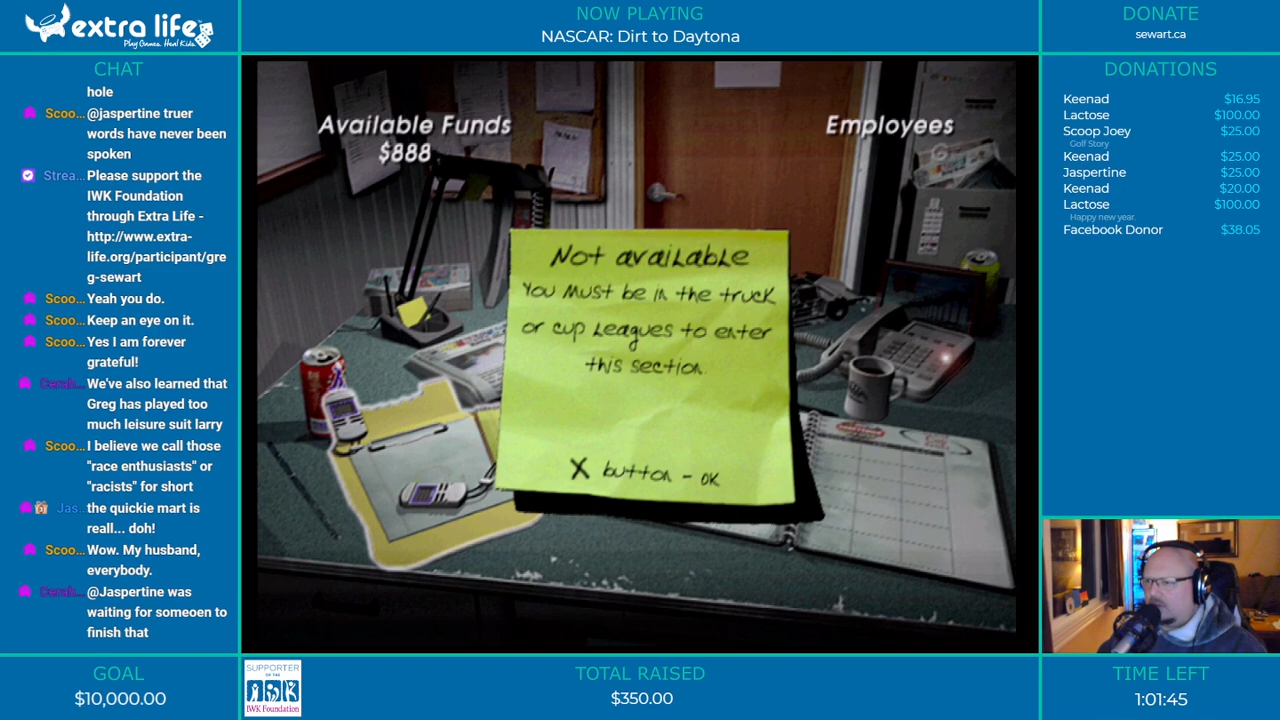 extra life
Play Games. Heal Kids.
NOW PLAYING
NASCAR: Dirt to Daytona
DONATE
sewart.ca
CHAT
hole
Scoo... @jaspertine truer
words have never been
spoken
Strea... Please support the
IWK Foundation
through Extra Life -
http://www.extra-
life.org/participant/gre
g-sewart
Scoo... Yeah you do.
Scoo... Keep an eye on it.
Scoo... Yes I am forever
grateful!
We've also learned that
Greg has played too
much leisure suit larry
Scoo... I believe we call those
"race enthusiasts" or
"racists" for short
Jas... the quickie mart is
reall... doh!
Scoo... Wow. My husband,
everybody.
@Jaspertine was
waiting for someoen to
finish that
Available Funds
$888
Employees
Not available
You must be in the truck
or cup Leagues to enter
this section.
X button - OK
DONATIONS
Keenad $16.95
Lactose $100.00
Scoop Joey $25.00
Golf Story
Keenad $25.00
Jaspertine $25.00
Keenad $20.00
Lactose $100.00
Happy new year.
Facebook Donor $38.05
GOAL
$10,000.00
SUPPORTER
OF THE
IWK Foundation
TOTAL RAISED
$350.00
TIME LEFT
1:01:45